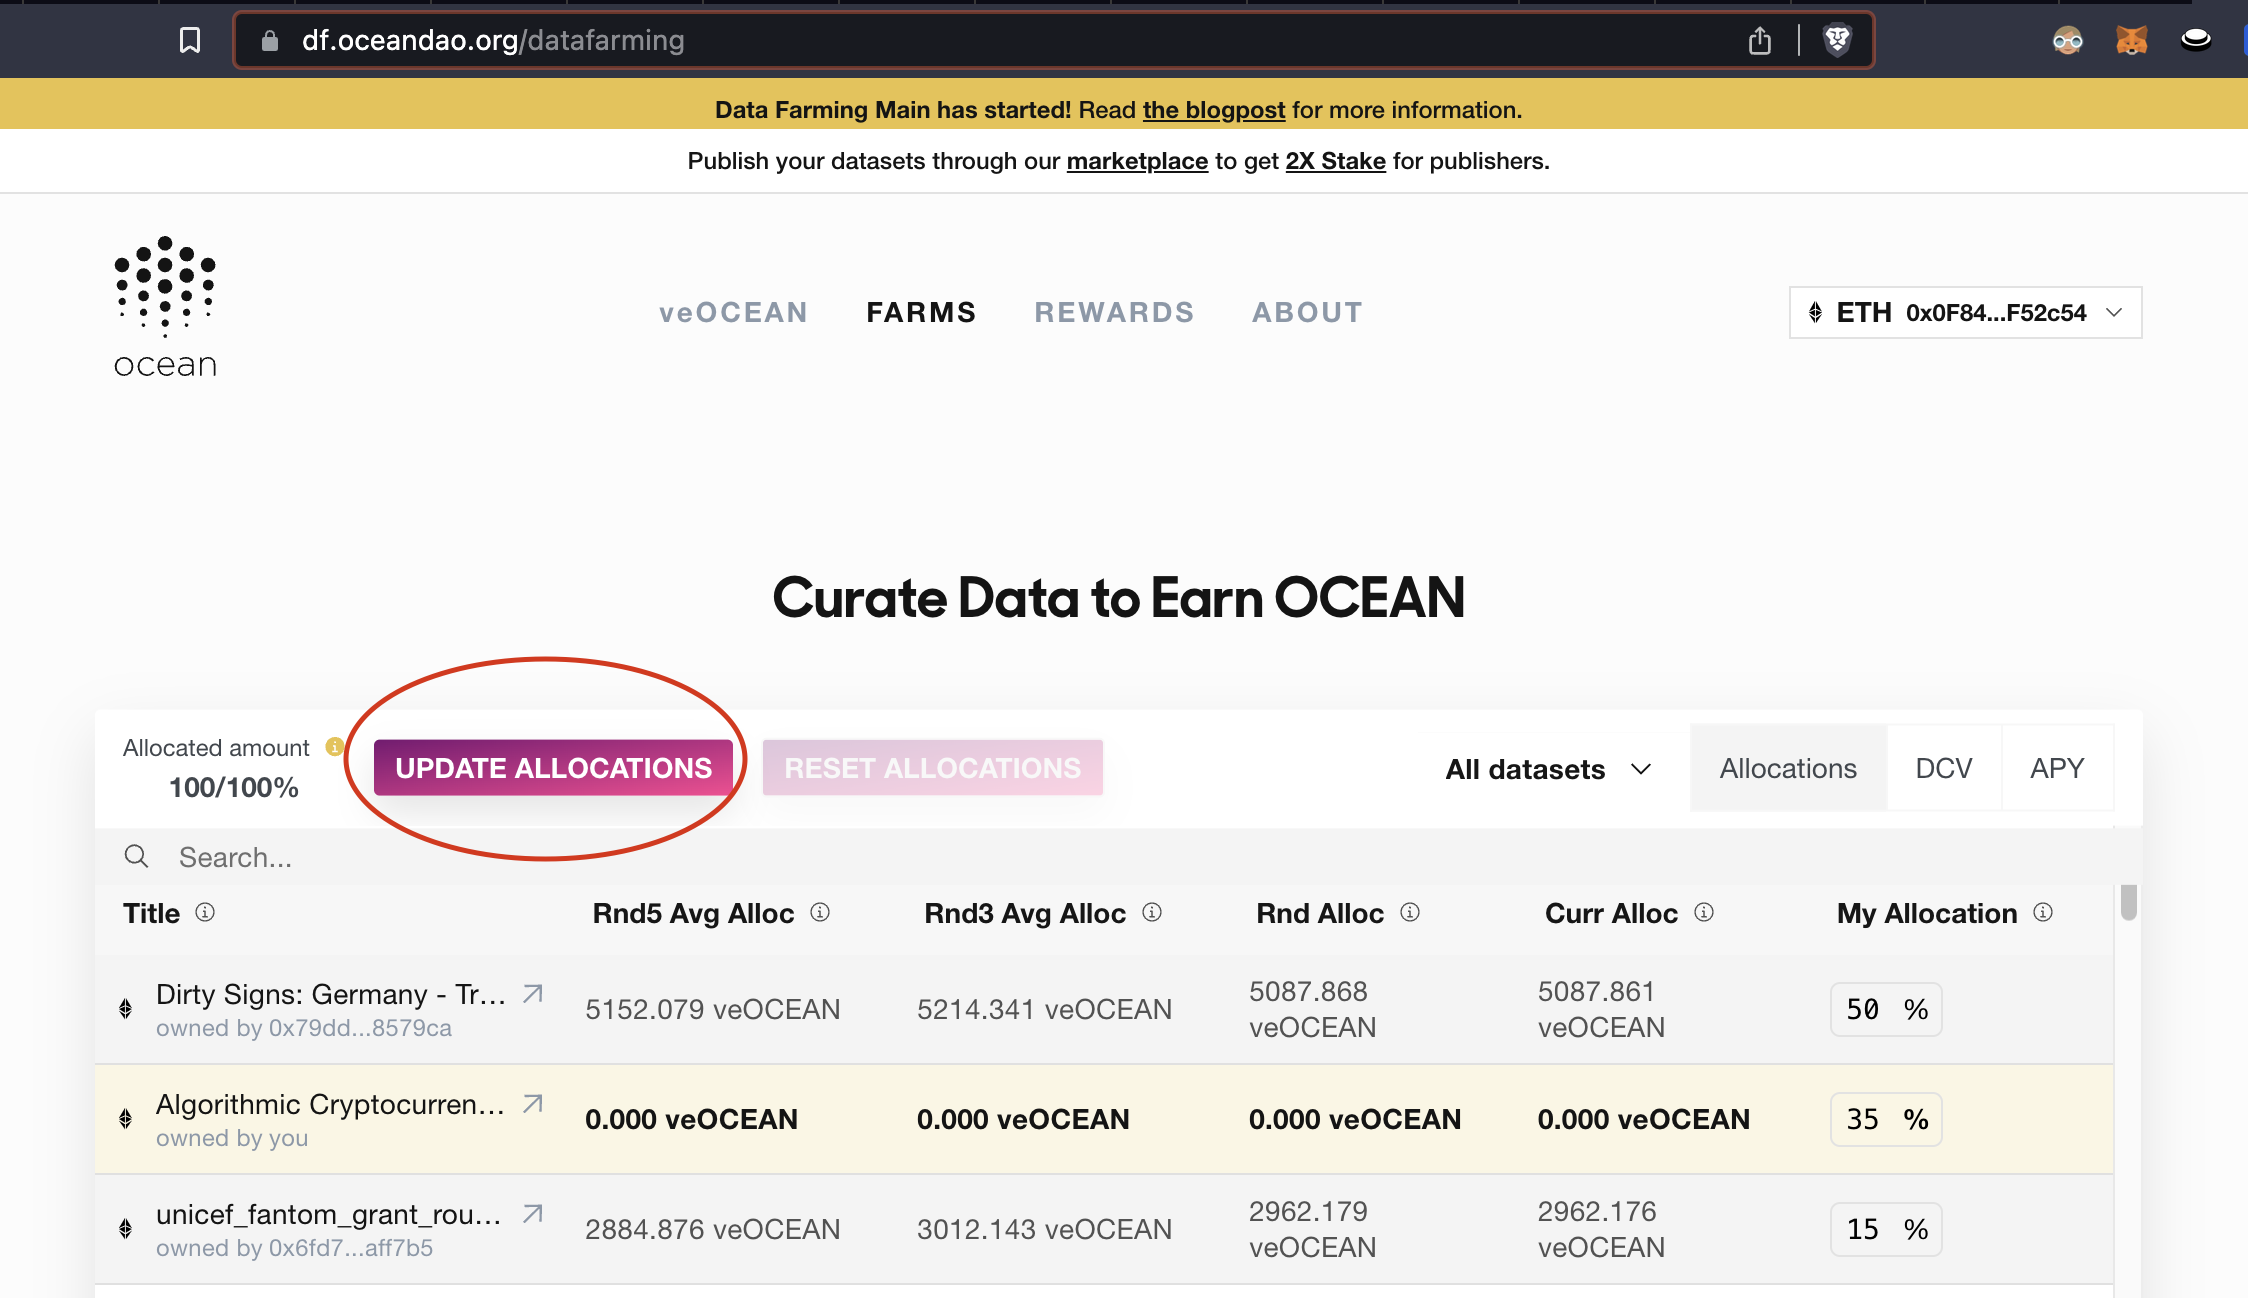 df.oceandao.org/datafarming
Data Farming Main has started! Read the blogpost for more information.
Publish your datasets through our marketplace to get 2X Stake for publishers.
ocean
veOCEAN FARMS REWARDS ABOUT
ETH 0x0F84...F52c54
Curate Data to Earn OCEAN
Allocated amount
100/100%
UPDATE ALLOCATIONS
RESET ALLOCATIONS
All datasets
Allocations DCV APY
Search...
Title Rnd5 Avg Alloc Rnd3 Avg Alloc Rnd Alloc Curr Alloc My Allocation
Dirty Signs: Germany - Tr...
owned by 0x79dd...8579ca
5152.079 veOCEAN
5214.341 veOCEAN
5087.868
veOCEAN
5087.861
veOCEAN
50 %
Algorithmic Cryptocurren...
owned by you
0.000 veOCEAN
0.000 veOCEAN
0.000 veOCEAN
0.000 veOCEAN
35 %
unicef_fantom_grant_rou...
owned by 0x6fd7...aff7b5
2884.876 veOCEAN
3012.143 veOCEAN
2962.179
veOCEAN
2962.176
veOCEAN
15 %